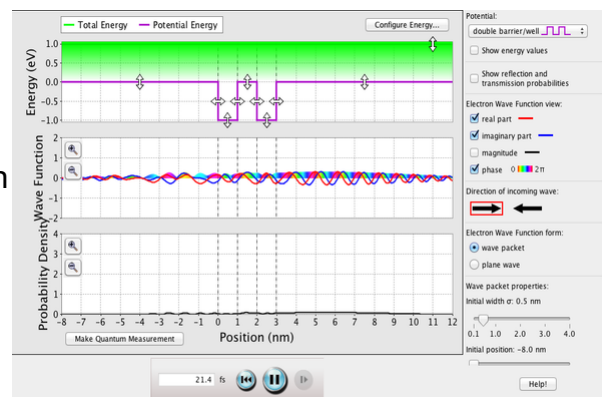 Total Energy
Potential Energy
Configure Energy...
Energy (eV)
1.0
0.5
0.0
-0.5
-1.0
n
Wave Function
2
1
0
-1
-2
Probability Density
4
3
2
1
0
-8 -7 -6 -5 -4 -3 -2 -1 0 1 2 3 4 5 6 7 8 9 10 11 12
Make Quantum Measurement
Position (nm)
21.4 fs
Potential:
double barrier/well
Show energy values
Show reflection and
transmission probabilities
Electron Wave Function view:
real part
imaginary part
magnitude
phase 0 2π
Direction of incoming wave:
Electron Wave Function form:
wave packet
plane wave
Wave packet properties:
Initial width σ: 0.5 nm
0.1 1.0 2.0 3.0 4.0
Initial position: -8.0 nm
Help!